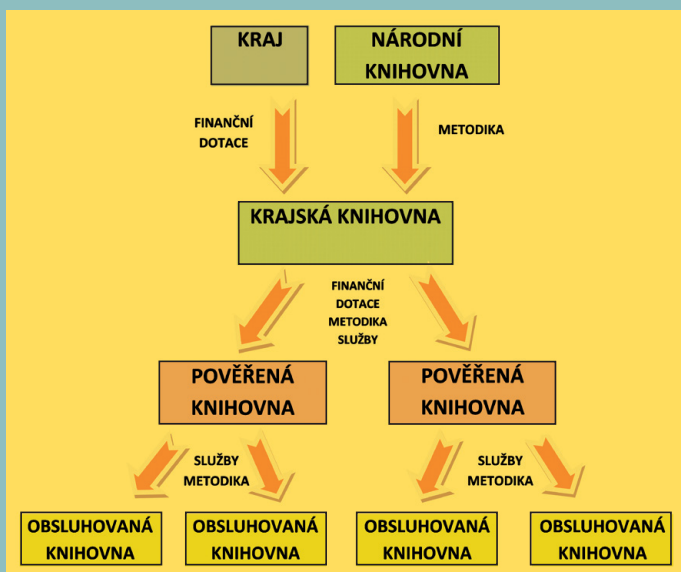 KRAJ
NÁRODNÍ
KNIHOVNA
FINANČNÍ
DOTACE
METODIKA
KRAJSKÁ KNIHOVNA
FINANČNÍ
DOTACE
METODIKA
SLUŽBY
POVĚŘENÁ
KNIHOVNA
POVĚŘENÁ
KNIHOVNA
SLUŽBY
METODIKA
SLUŽBY
METODIKA
OBSLUHOVANÁ
KNIHOVNA
OBSLUHOVANÁ
KNIHOVNA
OBSLUHOVANÁ
KNIHOVNA
OBSLUHOVANÁ
KNIHOVNA